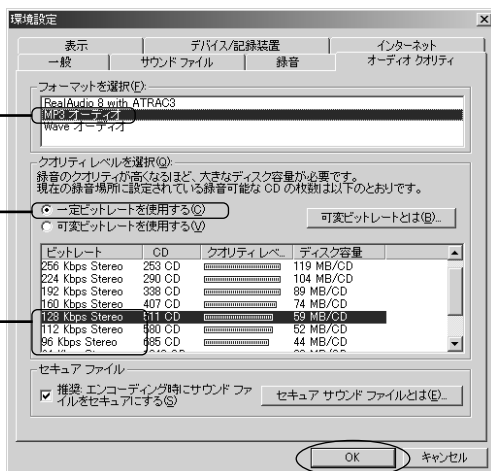 環境設定
表示 デバイス/記録装置 インターネット
一般 サウンド ファイル 録音 オーディオ クオリティ
フォーマットを選択(F):
RealAudio 8 with ATRAC3
MP3 オーディオ
Wave オーディオ
クオリティ レベルを選択(Q):
録音のクオリティが高くなるほど、大きなディスク容量が必要です。
現在の録音場所に設定されている録音可能な CD の枚数は以下のとおりです。
一定ビットレートを使用する(C)
可変ビットレートを使用する(V)
可変ビットレートとは(B)...
ビットレート CD クオリティ レベ... ディスク容量
256 Kbps Stereo 253 CD 119 MB/CD
224 Kbps Stereo 290 CD 104 MB/CD
192 Kbps Stereo 338 CD 89 MB/CD
160 Kbps Stereo 407 CD 74 MB/CD
128 Kbps Stereo 511 CD 59 MB/CD
112 Kbps Stereo 580 CD 52 MB/CD
96 Kbps Stereo 685 CD 44 MB/CD
セキュア ファイル
推奨: エンコーディング時にサウンド ファ
イルをセキュアにする(S)
セキュア サウンド ファイルとは(E)...
OK キャンセル